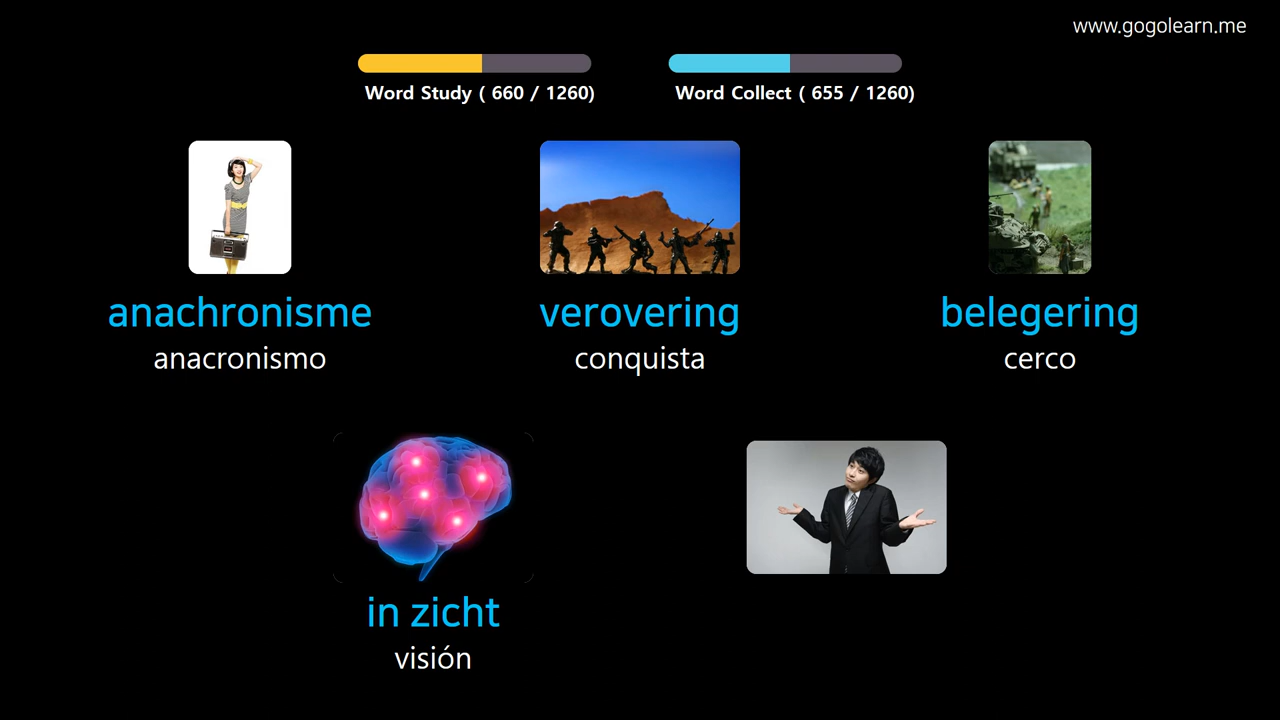 www.gogolearn.me
Word Study ( 660 / 1260)
Word Collect ( 655 / 1260)
anachronisme
anacronismo
verovering
conquista
belegering
cerco
in zicht
visión